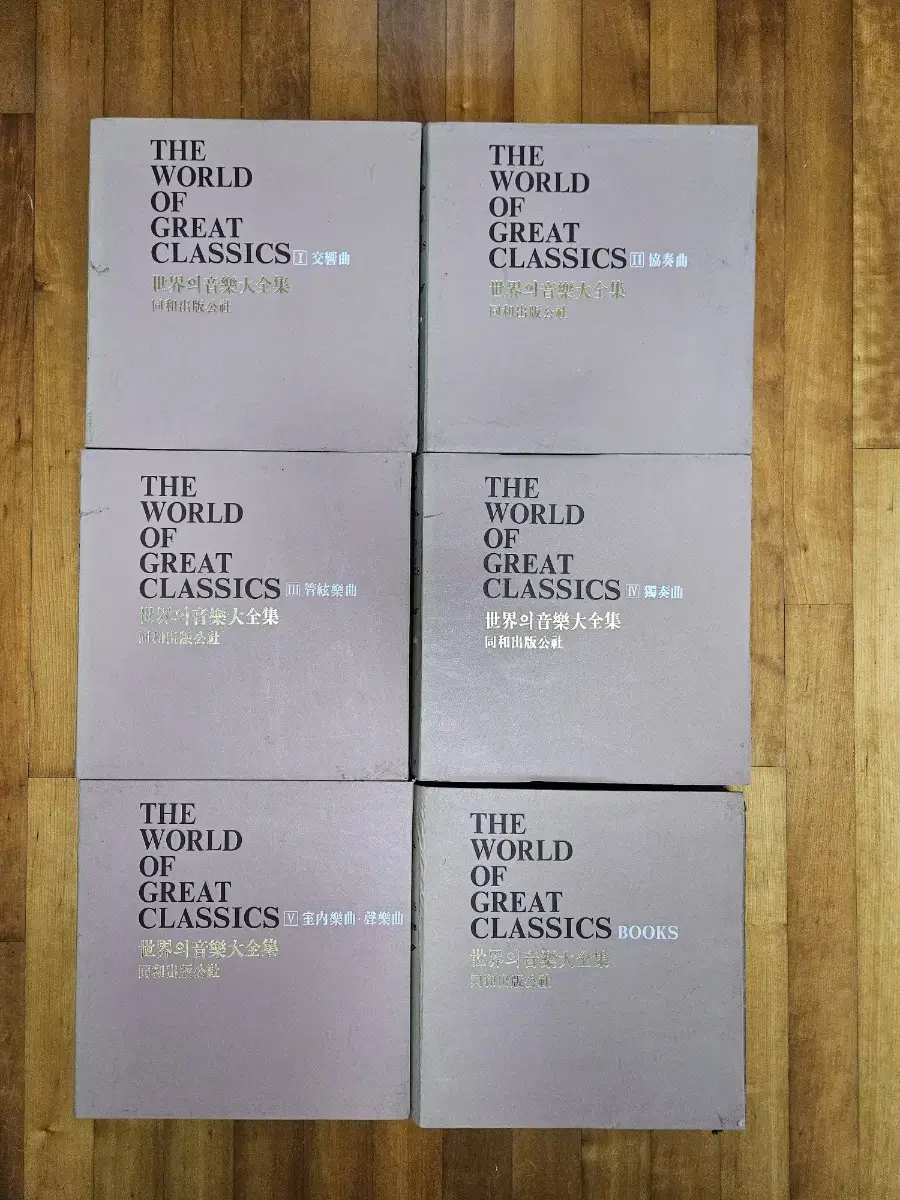 THE
WORLD
OF
GREAT
CLASSICS I 交響曲
世界의音樂大全集
同和出版公社
THE
WORLD
OF
GREAT
CLASSICS II 協奏曲
世界의音樂大全集
同和出版公社
THE
WORLD
OF
GREAT
CLASSICS III 管絃樂曲
世界의音樂大全集
同和出版公社
THE
WORLD
OF
GREAT
CLASSICS IV 獨奏曲
世界의音樂大全集
同和出版公社
THE
WORLD
OF
GREAT
CLASSICS V 室內樂曲·聲樂曲
世界의音樂大全集
同和出版公社
THE
WORLD
OF
GREAT
CLASSICS BOOKS
世界의音樂大全集
同和出版公社